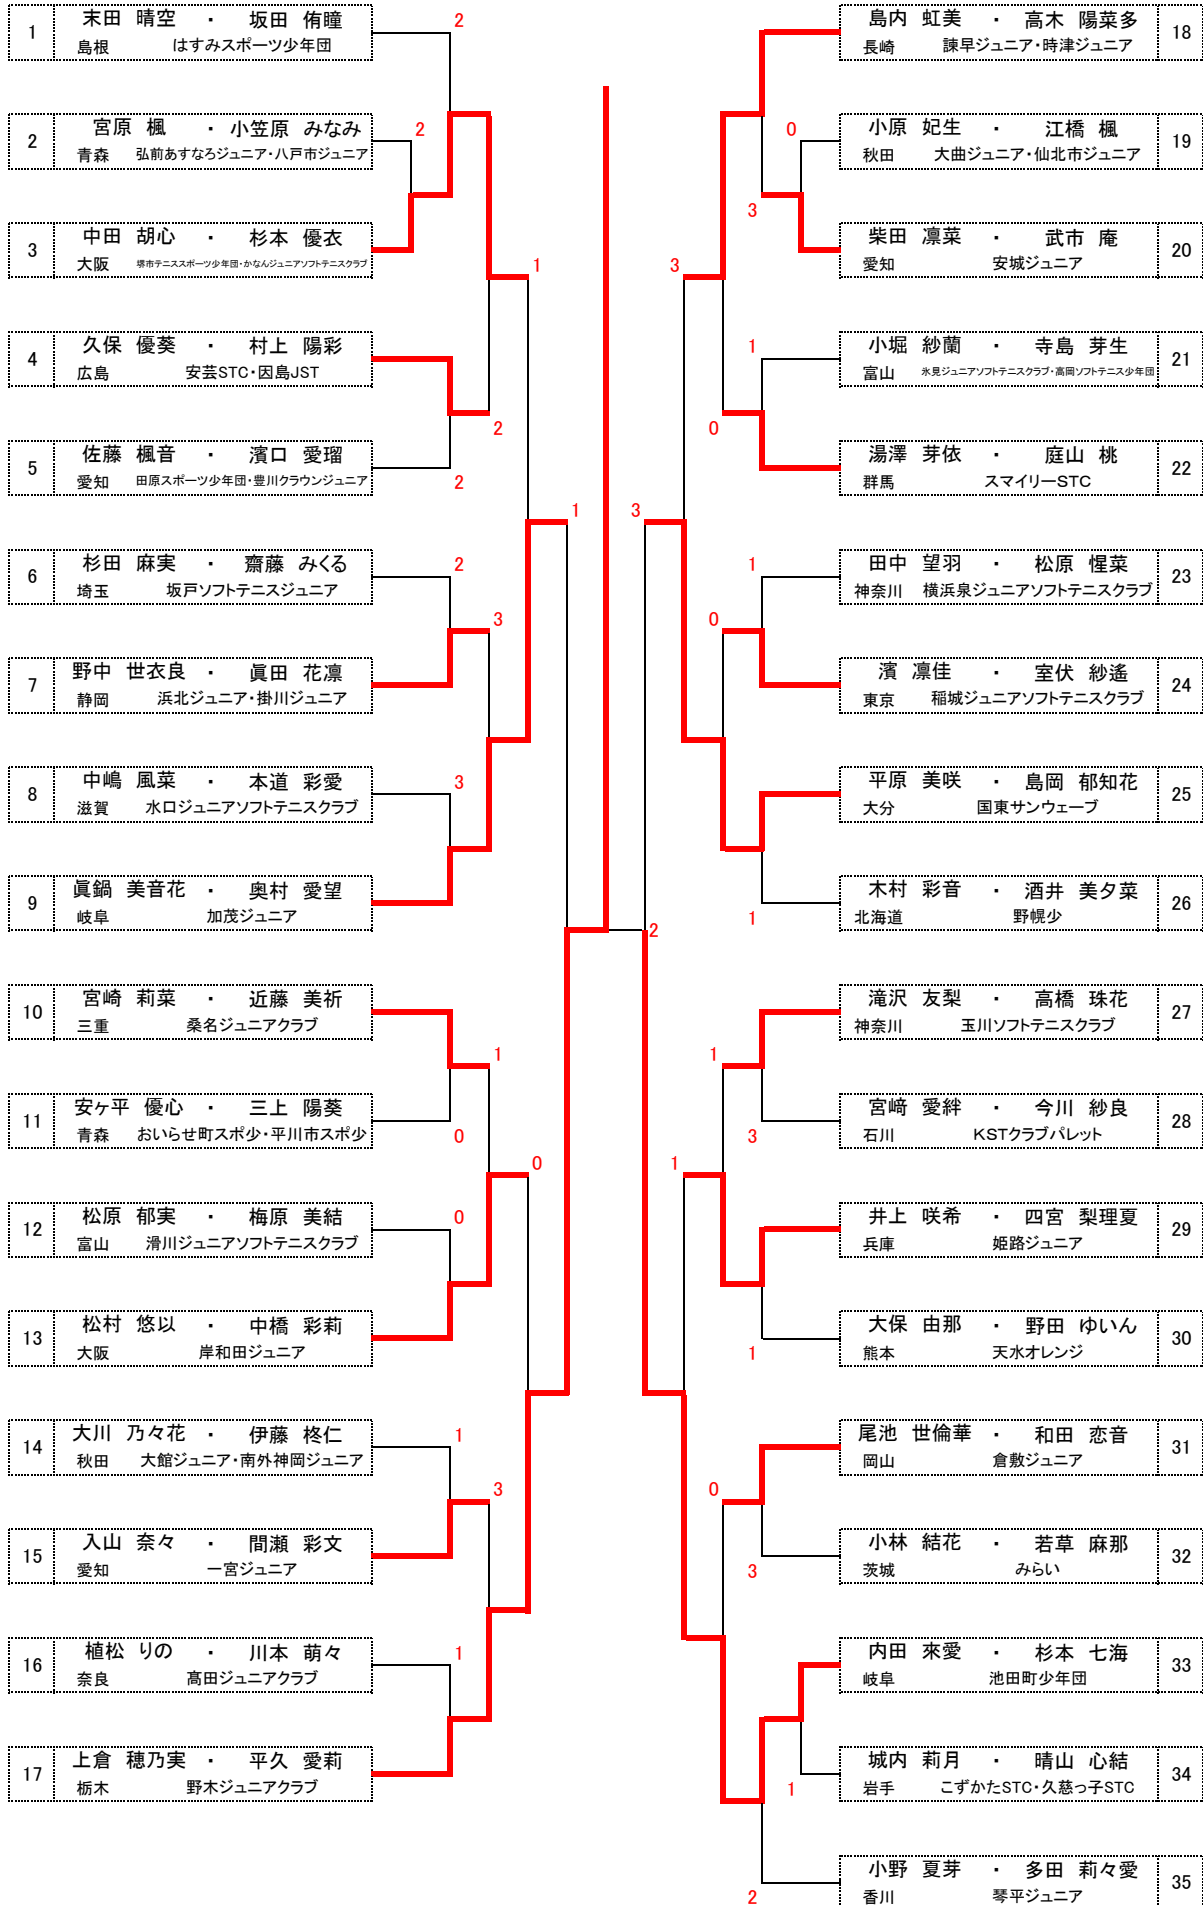 1 末田 晴空 ・ 坂田 侑瞳
島根 はすみスポーツ少年団
2
2 宮原 楓 ・ 小笠原 みなみ
青森 弘前あすなろジュニア・八戸市ジュニア
2
3 中田 胡心 ・ 杉本 優衣
大阪 堺市テニススポーツ少年団・かなんジュニアソフトテニスクラブ
1
4 久保 優葵 ・ 村上 陽彩
広島 安芸STC・因島JST
2
5 佐藤 楓音 ・ 濱口 愛瑠
愛知 田原スポーツ少年団・豊川クラウンジュニア
2
1
6 杉田 麻実 ・ 齋藤 みくる
埼玉 坂戸ソフトテニスジュニア
2
3
7 野中 世衣良 ・ 眞田 花凛
静岡 浜北ジュニア・掛川ジュニア
8 中嶋 風菜 ・ 本道 彩愛
滋賀 水口ジュニアソフトテニスクラブ
3
9 眞鍋 美音花 ・ 奥村 愛望
岐阜 加茂ジュニア
10 宮崎 莉菜 ・ 近藤 美祈
三重 桑名ジュニアクラブ
1
11 安ヶ平 優心 ・ 三上 陽葵
青森 おいらせ町スポ少・平川市スポ少
0
0
12 松原 郁実 ・ 梅原 美結
富山 滑川ジュニアソフトテニスクラブ
0
13 松村 悠以 ・ 中橋 彩莉
大阪 岸和田ジュニア
14 大川 乃々花 ・ 伊藤 柊仁
秋田 大館ジュニア・南外神岡ジュニア
1
3
15 入山 奈々 ・ 間瀬 彩文
愛知 一宮ジュニア
16 植松 りの ・ 川本 萌々
奈良 髙田ジュニアクラブ
1
17 上倉 穂乃実 ・ 平久 愛莉
栃木 野木ジュニアクラブ
島内 虹美 ・ 高木 陽菜多 18
長崎 諫早ジュニア・時津ジュニア
0
小原 妃生 ・ 江橋 楓 19
秋田 大曲ジュニア・仙北市ジュニア
3
柴田 凛菜 ・ 武市 庵 20
愛知 安城ジュニア
3
1
小堀 紗蘭 ・ 寺島 芽生 21
富山 氷見ジュニアソフトテニスクラブ・高岡ソフトテニス少年団
0
湯澤 芽依 ・ 庭山 桃 22
群馬 スマイリーSTC
3
1
田中 望羽 ・ 松原 惺菜 23
神奈川 横浜泉ジュニアソフトテニスクラブ
0
濱 凛佳 ・ 室伏 紗遙 24
東京 稲城ジュニアソフトテニスクラブ
平原 美咲 ・ 島岡 郁知花 25
大分 国東サンウェーブ
木村 彩音 ・ 酒井 美夕菜 26
北海道 野幌少
1
2
滝沢 友梨 ・ 高橋 珠花 27
神奈川 玉川ソフトテニスクラブ
1
宮﨑 愛絆 ・ 今川 紗良 28
石川 KSTクラブパレット
3
1
井上 咲希 ・ 四宮 梨理夏 29
兵庫 姫路ジュニア
大保 由那 ・ 野田 ゆいん 30
熊本 天水オレンジ
1
尾池 世倫華 ・ 和田 恋音 31
岡山 倉敷ジュニア
0
小林 結花 ・ 若草 麻那 32
茨城 みらい
3
内田 來愛 ・ 杉本 七海 33
岐阜 池田町少年団
城内 莉月 ・ 晴山 心結 34
岩手 こずかたSTC・久慈っ子STC
1
小野 夏芽 ・ 多田 莉々愛 35
香川 琴平ジュニア
2